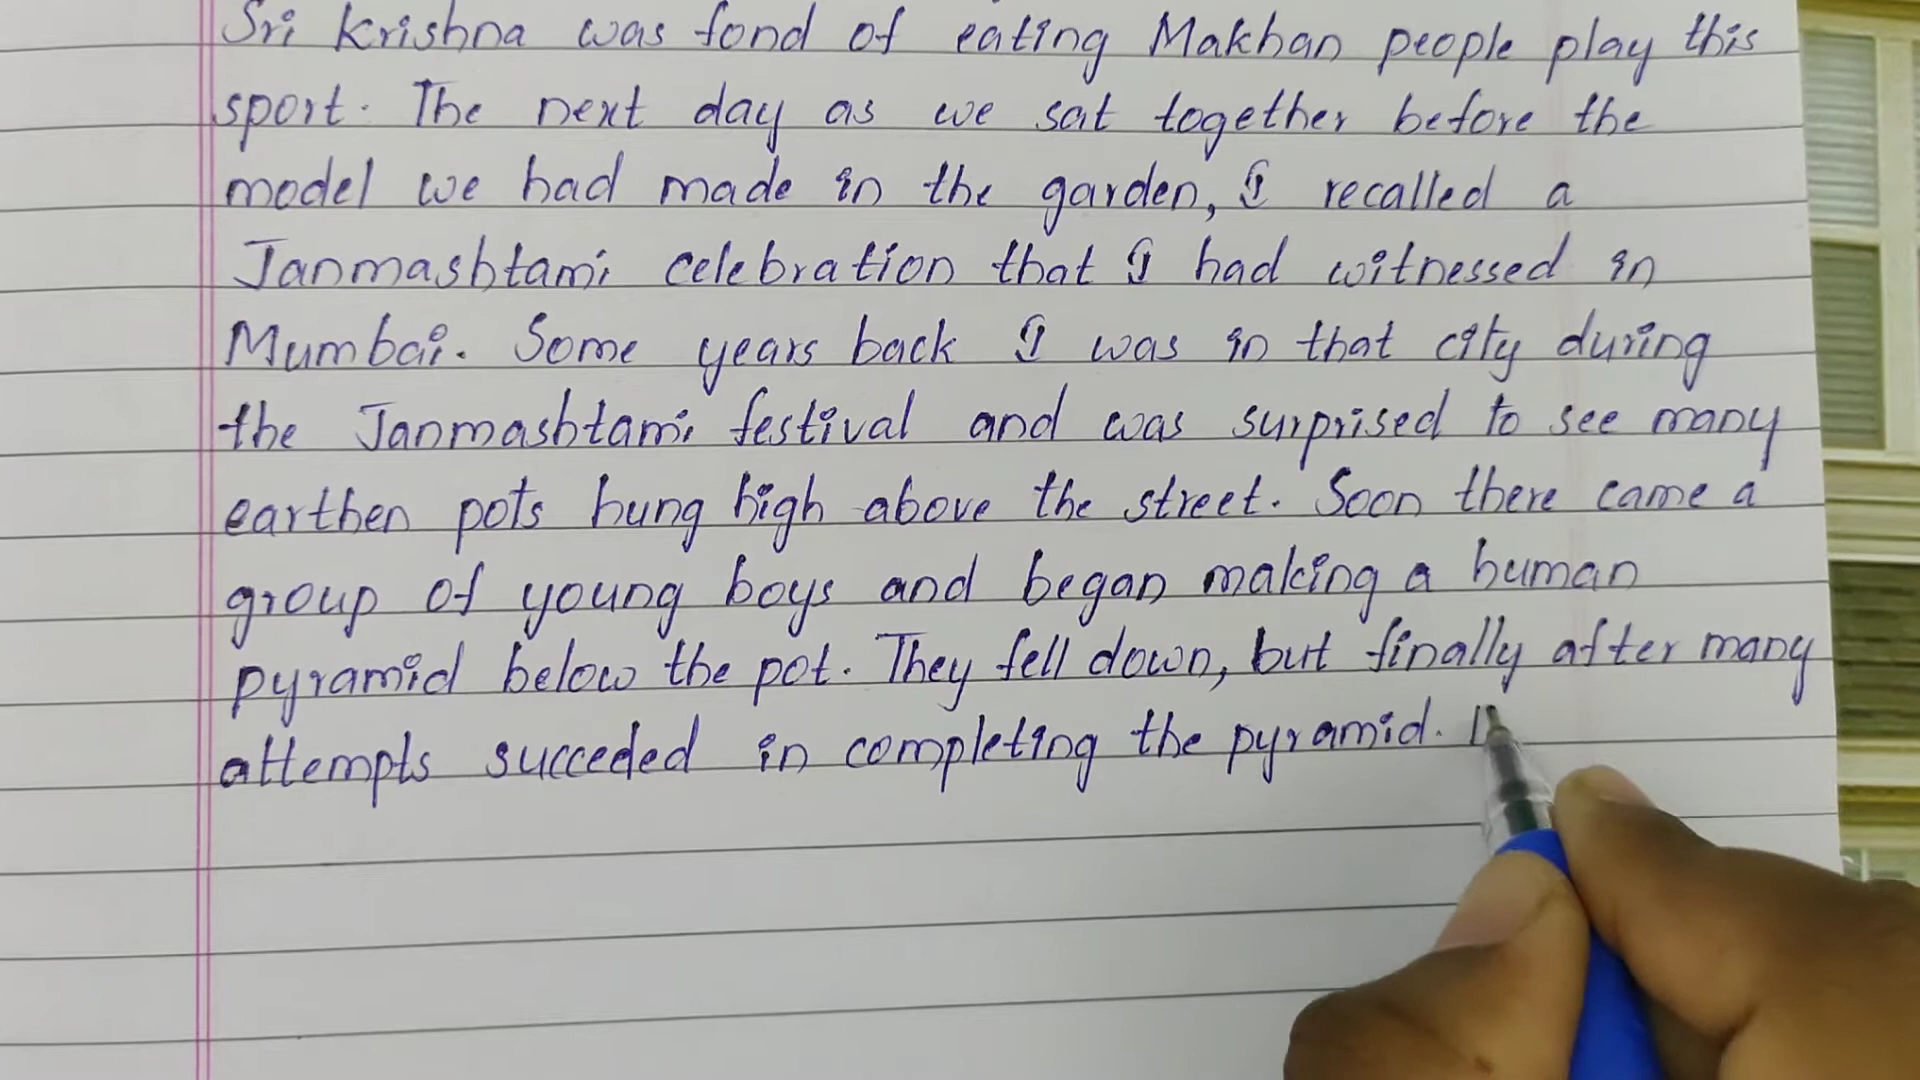 Sri Krishna was fond of eating Makhan people play this
sport. The next day as we sat together before the
model we had made in the garden, I recalled a
Janmashtami celebration that I had witnessed in
Mumbai. Some years back I was in that city during
the Janmashtami festival and was surprised to see many
earthen pots hung high above the street. Soon there came a
group of young boys and began making a human
pyramid below the pot. They fell down, but finally after many
attempts succeded in completing the pyramid.